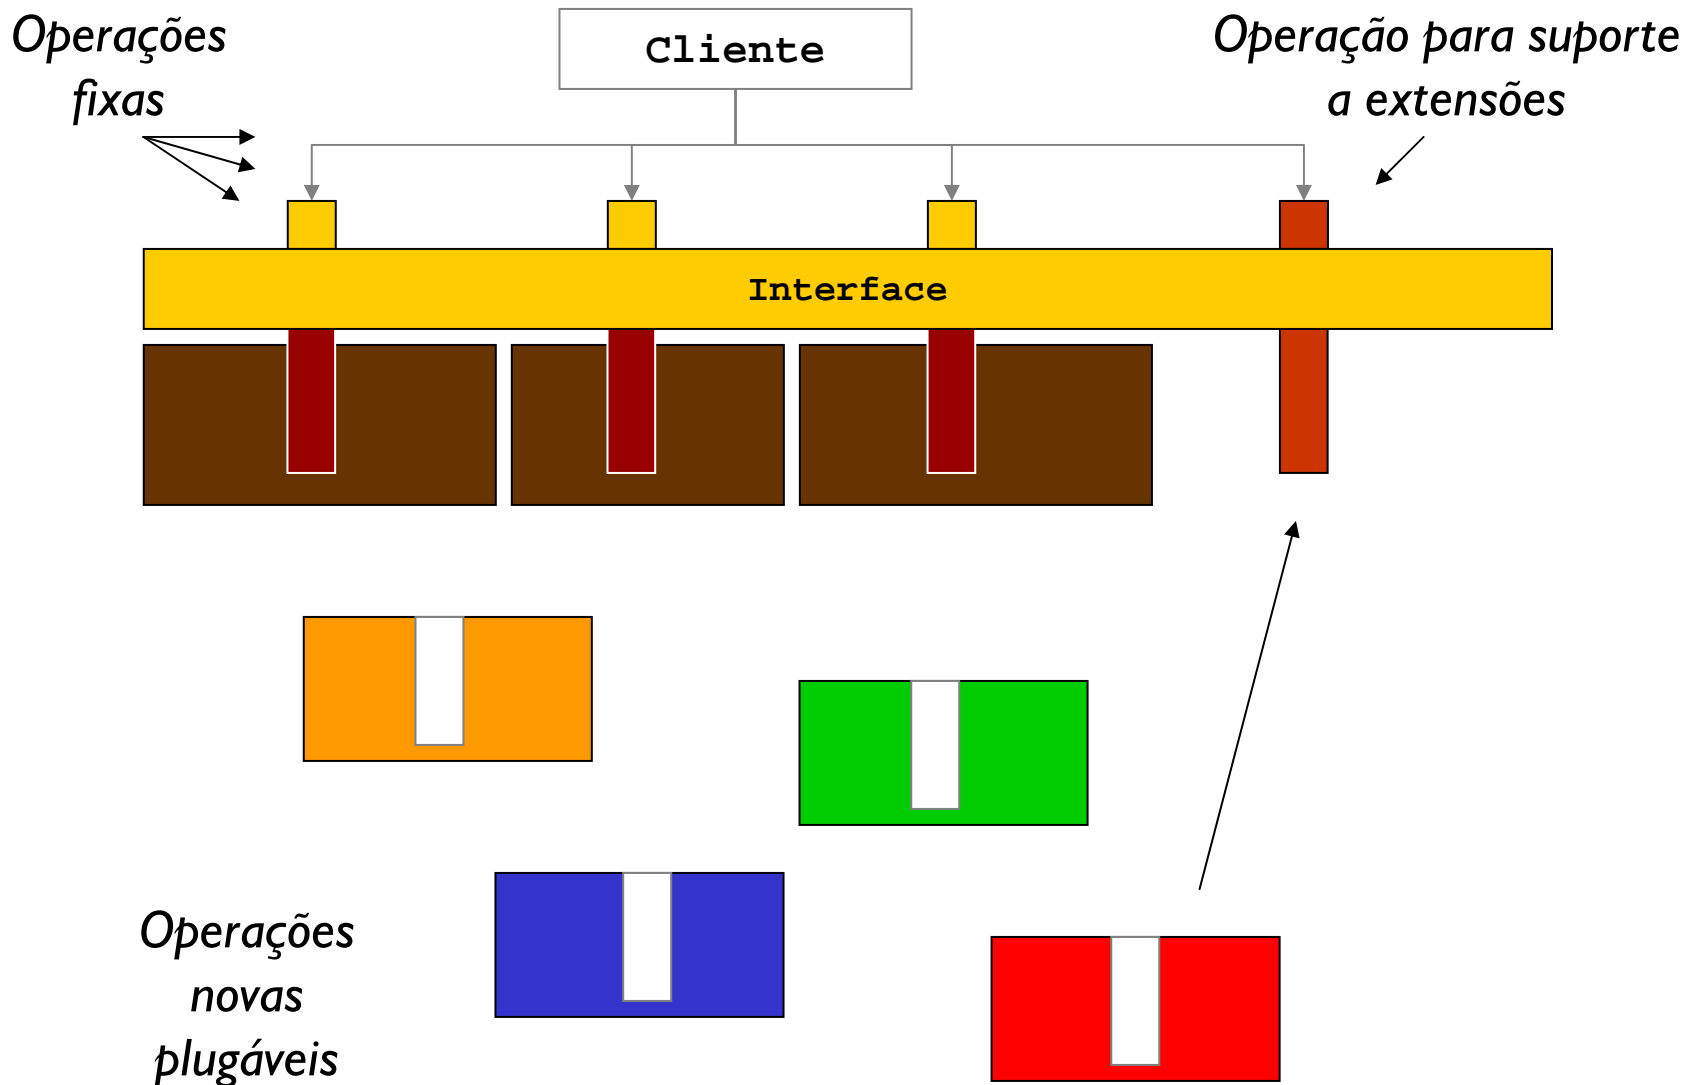 Operações
fixas
Cliente
Operação para suporte
a extensões
Interface
Operações
novas
plugáveis